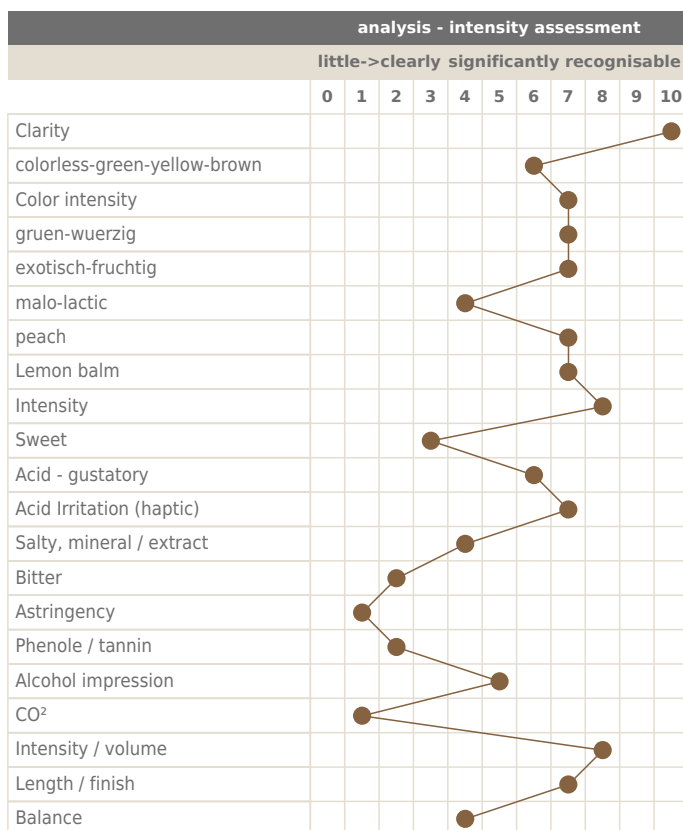 analysis - intensity assessment
little->clearly significantly recognisable
0 1 2 3 4 5 6 7 8 9 10
Clarity
colorless-green-yellow-brown
Color intensity
gruen-wuerzig
exotisch-fruchtig
malo-lactic
peach
Lemon balm
Intensity
Sweet
Acid - gustatory
Acid Irritation (haptic)
Salty, mineral / extract
Bitter
Astringency
Phenole / tannin
Alcohol impression
CO²
Intensity / volume
Length / finish
Balance